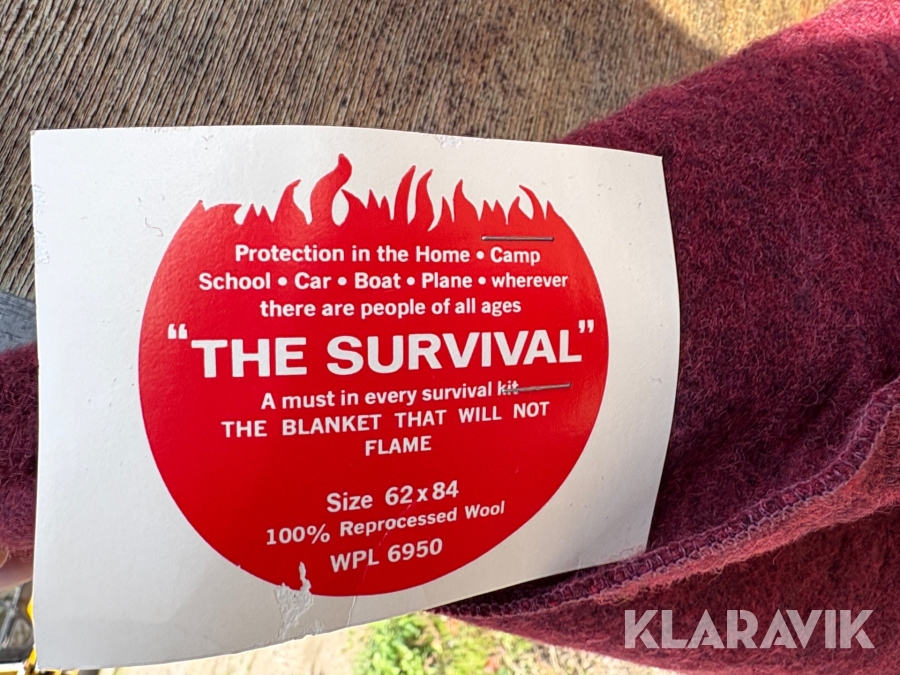 Protection in the Home • Camp
School • Car • Boat • Plane • wherever
there are people of all ages
"THE SURVIVAL"
A must in every survival kit
THE BLANKET THAT WILL NOT
FLAME
Size 62 x 84
100% Reprocessed Wool
WPL 6950
KLARAVIK